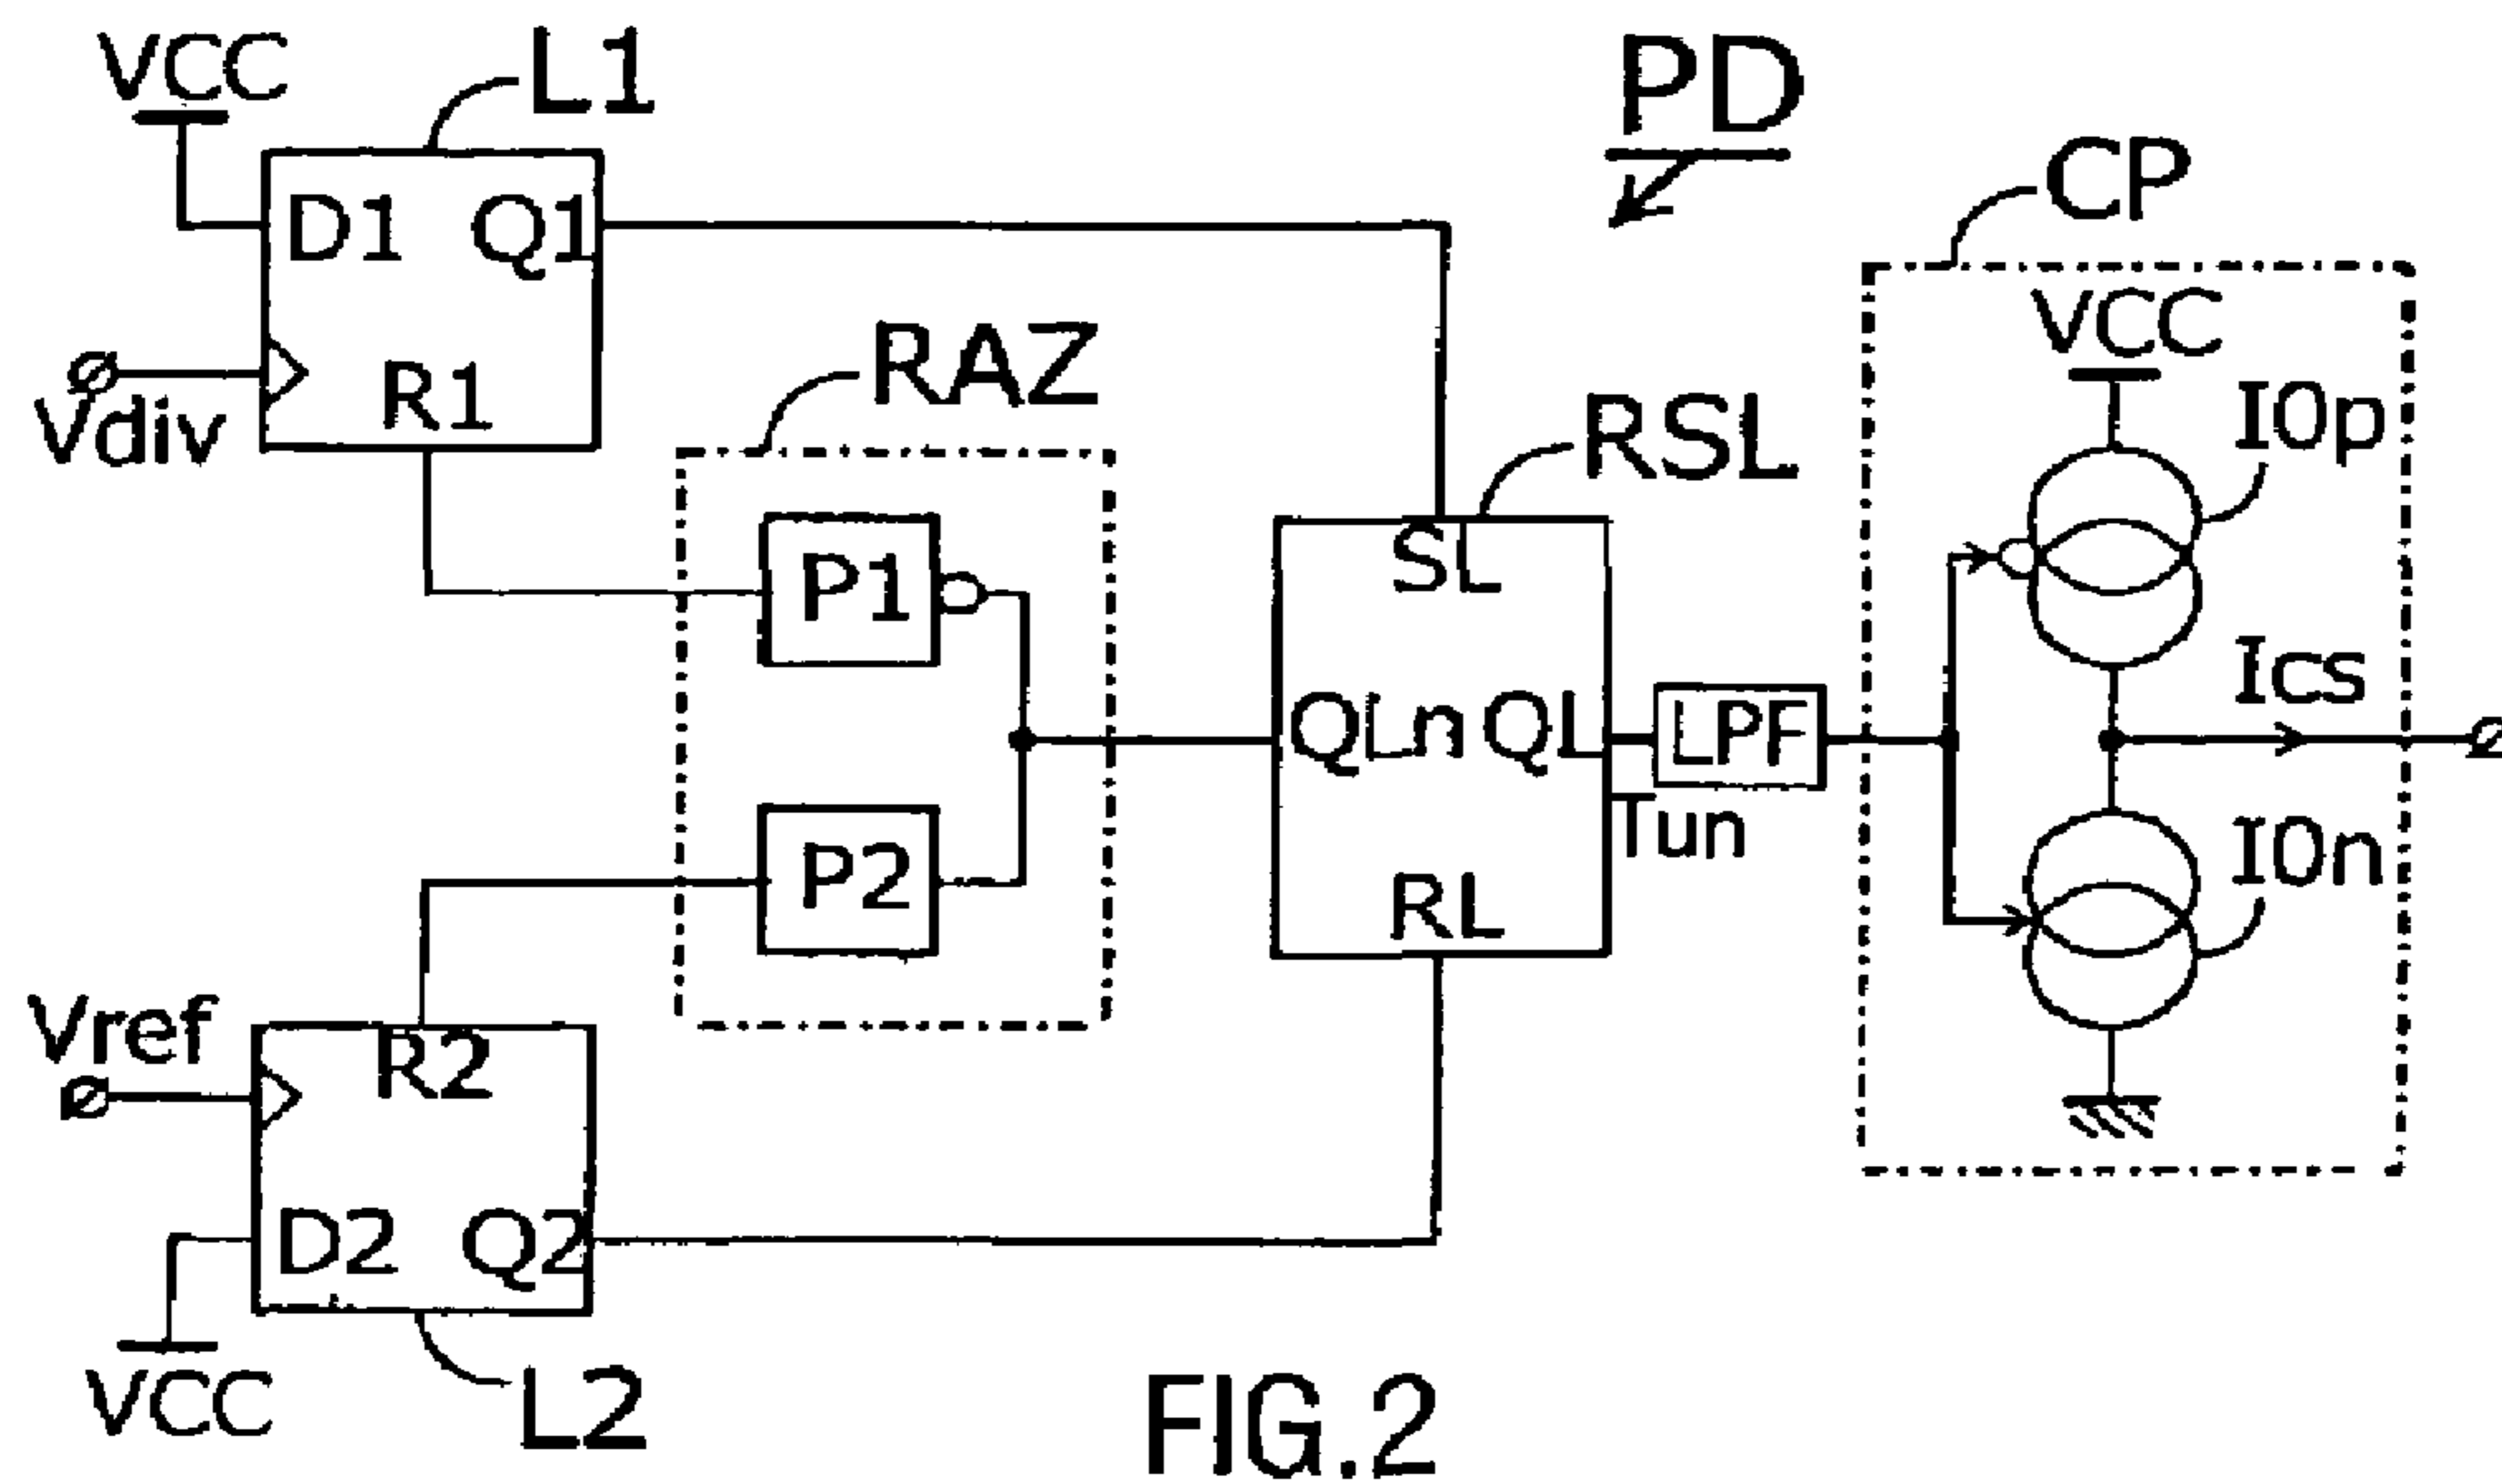 VCC
L1
PD
CP
D1 Q1
VCC
RAZ
R1
I0p
Vdiv
RSL
P1
SL
Ics
QLn QL
LPF
Tun
P2
I0n
RL
Vref
R2
D2 Q2
VCC
L2
FIG.2